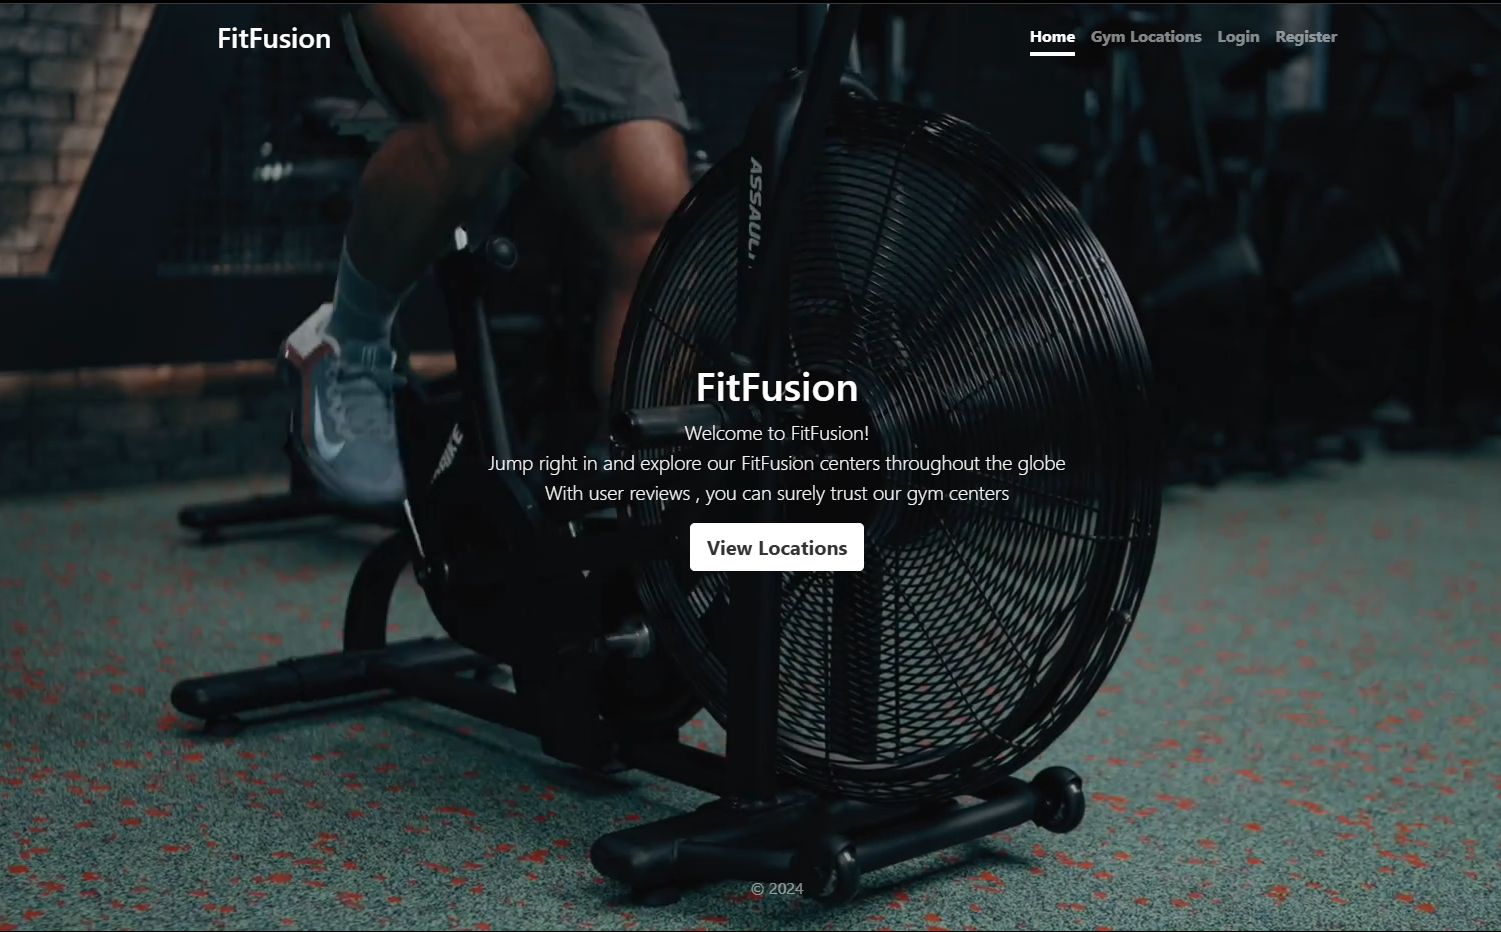 FitFusion
Home Gym Locations Login Register
ASSAULT
BIKE
FitFusion
Welcome to FitFusion!
Jump right in and explore our FitFusion centers throughout the globe
With user reviews , you can surely trust our gym centers
View Locations
© 2024